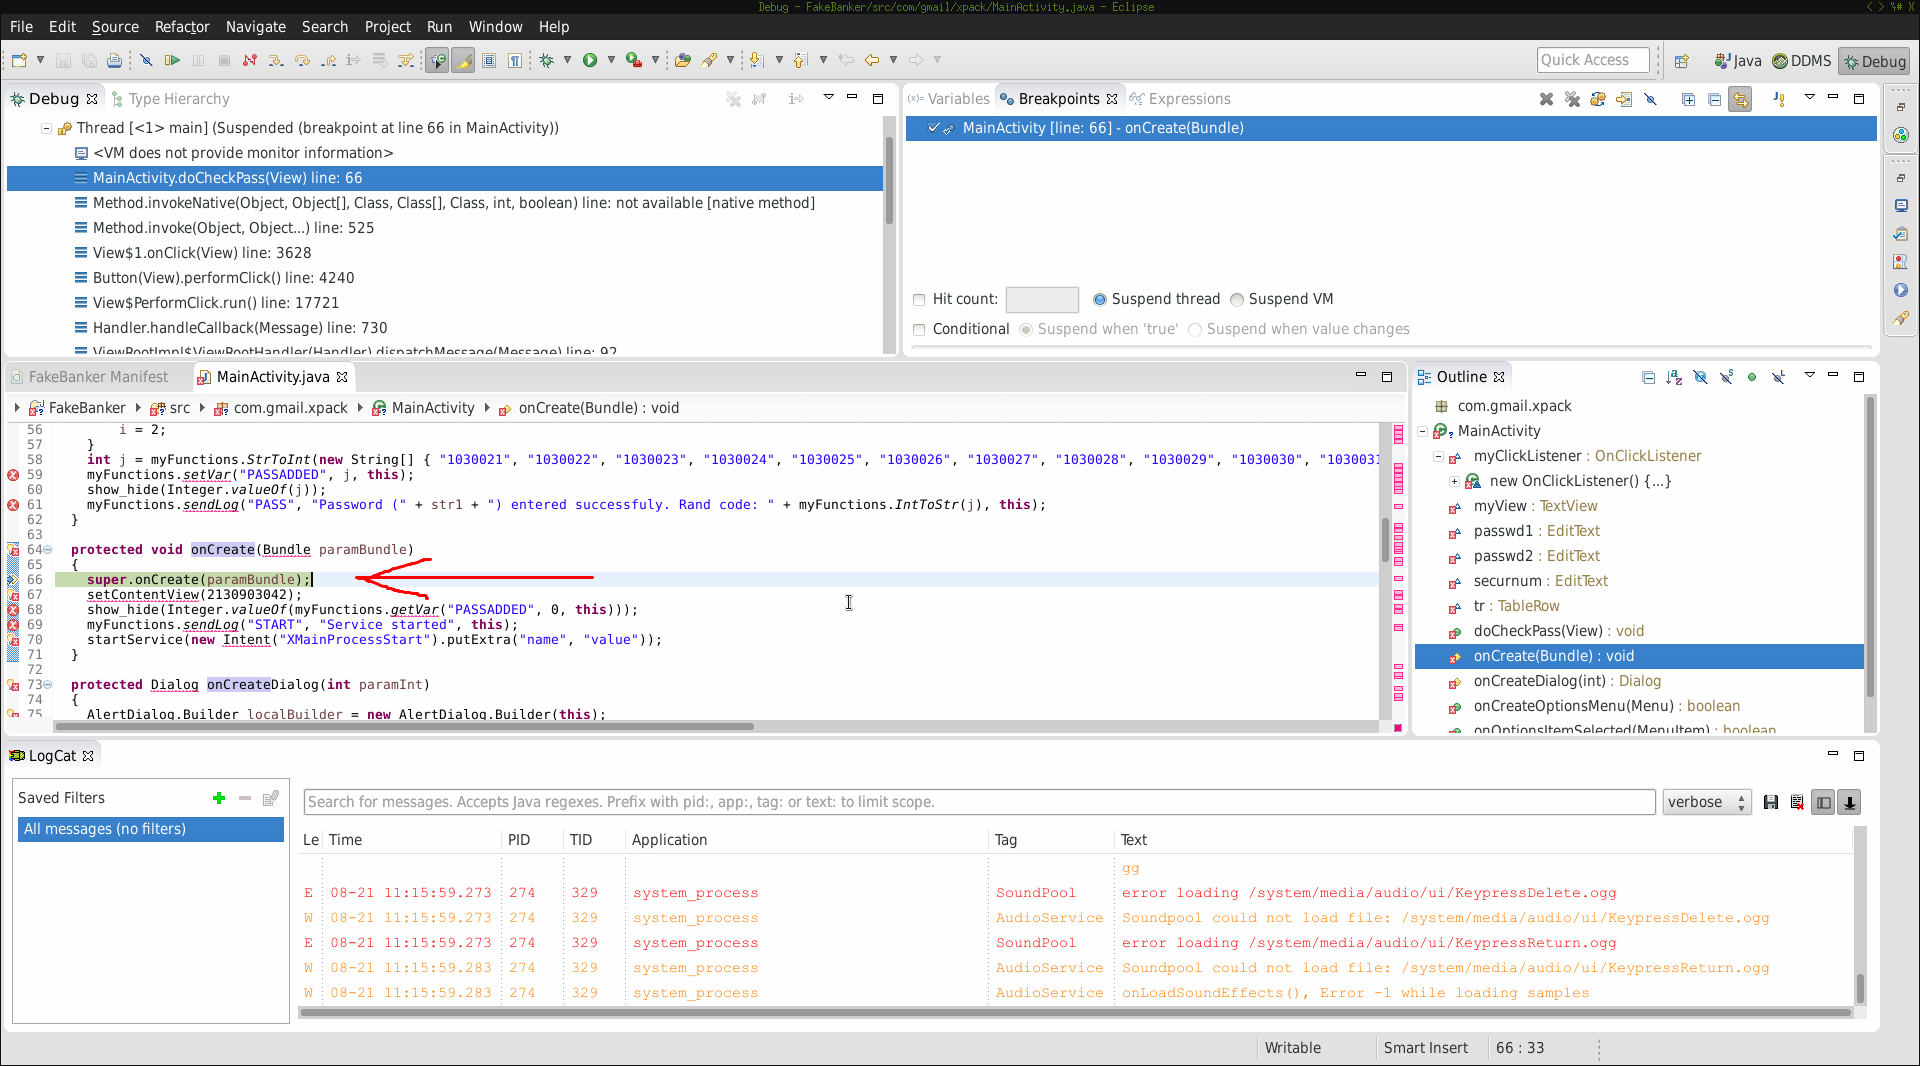 Debug - FakeBanker/src/com/gmail/xpack/MainActivity.java - Eclipse
File Edit Source Refactor Navigate Search Project Run Window Help
Quick Access Java DDMS Debug
Debug Type Hierarchy
Thread [<1> main] (Suspended (breakpoint at line 66 in MainActivity))
<VM does not provide monitor information>
MainActivity.doCheckPass(View) line: 66
Method.invokeNative(Object, Object[], Class, Class[], Class, int, boolean) line: not available [native method]
Method.invoke(Object, Object...) line: 525
View$1.onClick(View) line: 3628
Button(View).performClick() line: 4240
View$PerformClick.run() line: 17721
Handler.handleCallback(Message) line: 730
ViewRootImpl$ViewRootHandler(Handler).dispatchMessage(Message) line: 92
(x)= Variables Breakpoints Expressions
MainActivity [line: 66] - onCreate(Bundle)
Hit count: Suspend thread Suspend VM
Conditional Suspend when 'true' Suspend when value changes
FakeBanker Manifest MainActivity.java
FakeBanker src com.gmail.xpack MainActivity onCreate(Bundle) : void
56 i = 2;
57 }
58 int j = myFunctions.StrToInt(new String[] { "1030021", "1030022", "1030023", "1030024", "1030025", "1030026", "1030027", "1030028", "1030029", "1030030", "1030031
59 myFunctions.setVar("PASSADDED", j, this);
60 show_hide(Integer.valueOf(j));
61 myFunctions.sendLog("PASS", "Password (" + str1 + ") entered successfuly. Rand code: " + myFunctions.IntToStr(j), this);
62 }
63
64 protected void onCreate(Bundle paramBundle)
65 {
66 super.onCreate(paramBundle);
67 setContentView(2130903042);
68 show_hide(Integer.valueOf(myFunctions.getVar("PASSADDED", 0, this)));
69 myFunctions.sendLog("START", "Service started", this);
70 startService(new Intent("XMainProcessStart").putExtra("name", "value"));
71 }
72
73 protected Dialog onCreateDialog(int paramInt)
74 {
75 AlertDialog.Builder localBuilder = new AlertDialog.Builder(this);
Outline
com.gmail.xpack
MainActivity
myClickListener : OnClickListener
new OnClickListener() {...}
myView : TextView
passwd1 : EditText
passwd2 : EditText
securnum : EditText
tr : TableRow
doCheckPass(View) : void
onCreate(Bundle) : void
onCreateDialog(int) : Dialog
onCreateOptionsMenu(Menu) : boolean
onOptionsItemSelected(MenuItem) : boolean
LogCat
Saved Filters
All messages (no filters)
Search for messages. Accepts Java regexes. Prefix with pid:, app:, tag: or text: to limit scope. verbose
Le Time PID TID Application Tag Text
gg
E 08-21 11:15:59.273 274 329 system_process SoundPool error loading /system/media/audio/ui/KeypressDelete.ogg
W 08-21 11:15:59.273 274 329 system_process AudioService Soundpool could not load file: /system/media/audio/ui/KeypressDelete.ogg
E 08-21 11:15:59.273 274 329 system_process SoundPool error loading /system/media/audio/ui/KeypressReturn.ogg
W 08-21 11:15:59.283 274 329 system_process AudioService Soundpool could not load file: /system/media/audio/ui/KeypressReturn.ogg
W 08-21 11:15:59.283 274 329 system_process AudioService onLoadSoundEffects(), Error -1 while loading samples
Writable Smart Insert 66 : 33